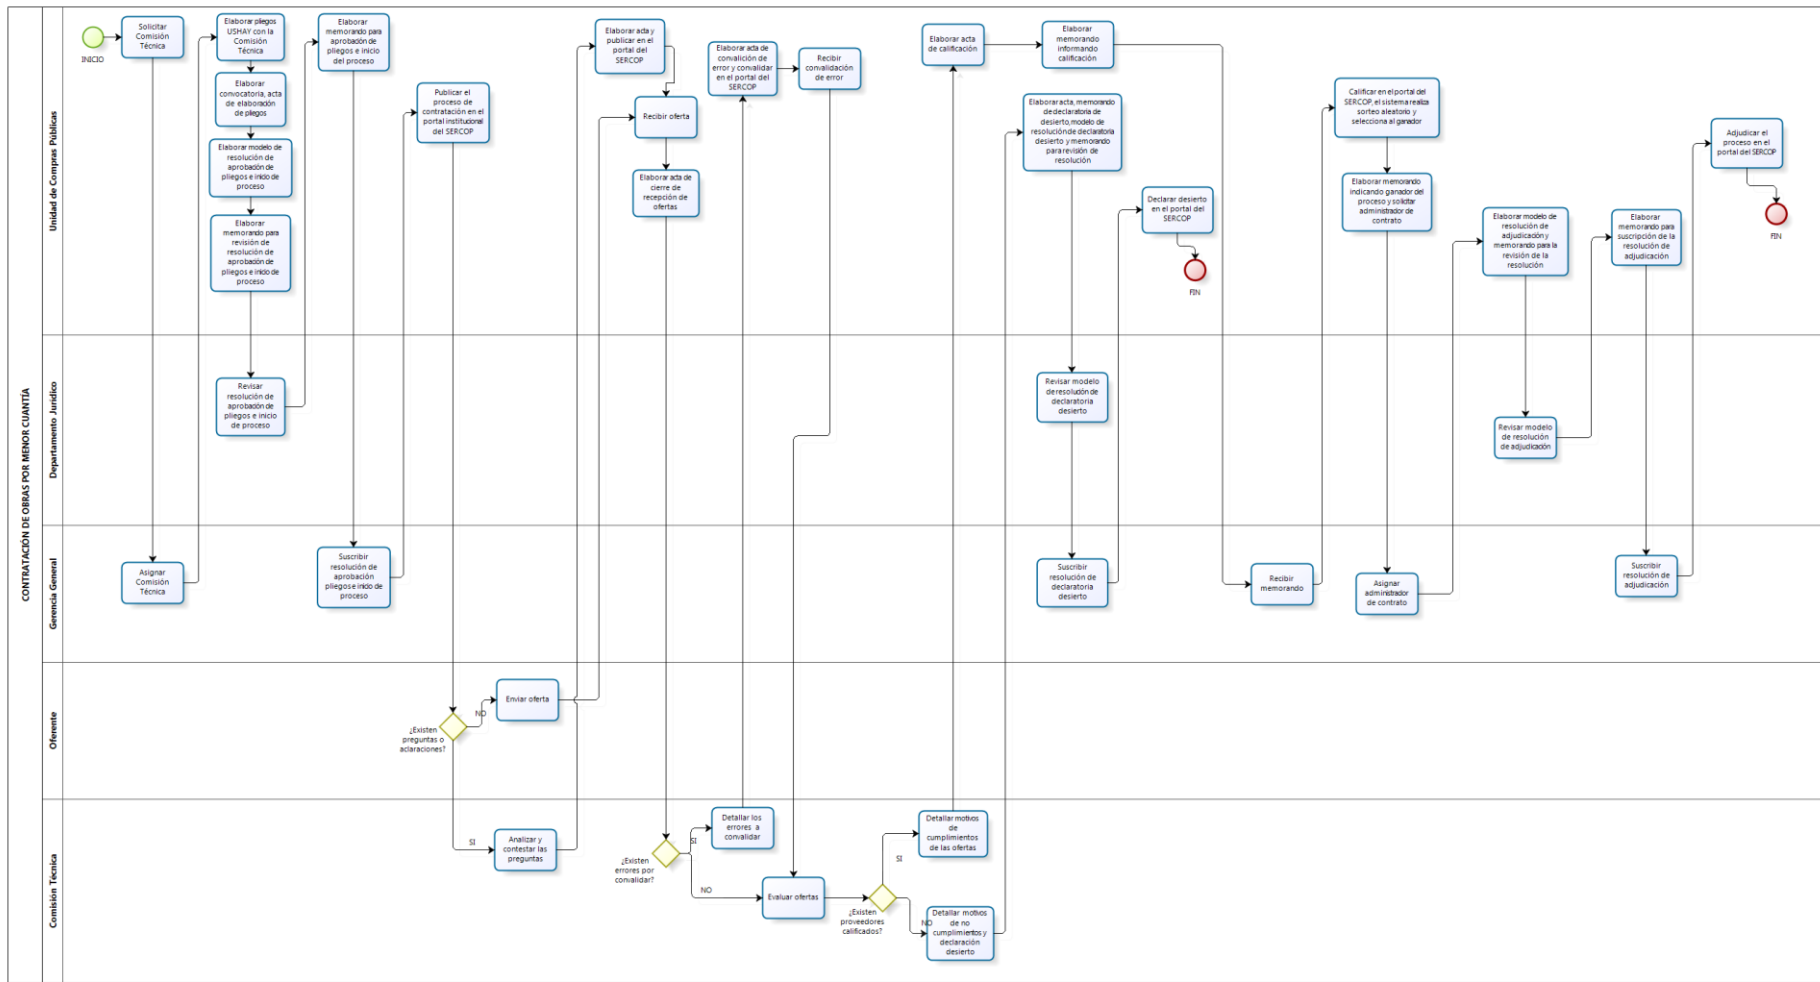 CONTRATACIÓN DE OBRAS POR MENOR CUANTÍA
Unidad de Compras Públicas
INICIO
Solicitar
Comisión
Técnica
Elaborar pliegos
USHAY con la
Comisión
Técnica
Elaborar
convocatoria, acta
de elaboración
de pliegos
Elaborar modelo de
resolución de
aprobación de
pliegos e inicio de
proceso
Elaborar
memorando para
revisión de
resolución de
aprobación de
pliegos e inicio de
proceso
Elaborar
memorando para
aprobación de
pliegos e inicio
del proceso
Publicar el
proceso de
contratación en el
portal institucional
del SERCOP
Elaborar acta y
publicar en el
portal del
SERCOP
Recibir oferta
Elaborar acta de
cierre de
recepción de
ofertas
Elaborar acta de
convalición de
error y convalidar
en el portal del
SERCOP
Recibir
convalidación
de error
Elaborar acta
de calificación
Elaborar
memorando
informando
calificación
Elaborar acta, memorando
de declaratoria de
desierto, modelo de
resolución de declaratoria
desierto y memorando
para revisión de
resolución
Declarar desierto
en el portal del
SERCOP
FIN
Calificar en el portal del
SERCOP, el sistema realiza
sorteo aleatorio y
selecciona al ganador
Elaborar memorando
indicando ganador del
proceso y solicitar
administrador de
contrato
Elaborar modelo de
resolución de
adjudicación y
memorando para la
revisión de la
resolución
Elaborar
memorando para
suscripción de la
resolución de
adjudicación
Adjudicar el
proceso en el
portal del SERCOP
FIN
Departamento Jurídico
Revisar
resolución de
aprobación de
pliegos e inicio
de proceso
Revisar modelo
de resolución de
declaratoria
desierto
Revisar modelo
de resolución
de adjudicación
Gerencia General
Asignar
Comisión
Técnica
Suscribir
resolución de
aprobación
pliegos e inicio de
proceso
Suscribir
resolución de
declaratoria
desierto
Recibir
memorando
Asignar
administrador
de contrato
Suscribir
resolución de
adjudicación
Oferente
¿Existen
preguntas o
aclaraciones?
NO
Enviar oferta
Comisión Técnica
SI
Analizar y
contestar las
preguntas
¿Existen
errores por
convalidar?
SI
Detallar los
errores a
convalidar
NO
Evaluar ofertas
¿Existen
proveedores
calificados?
SI
Detallar motivos
de
cumplimientos
de las ofertas
NO
Detallar motivos
de no
cumplimientos y
declaración
desierto